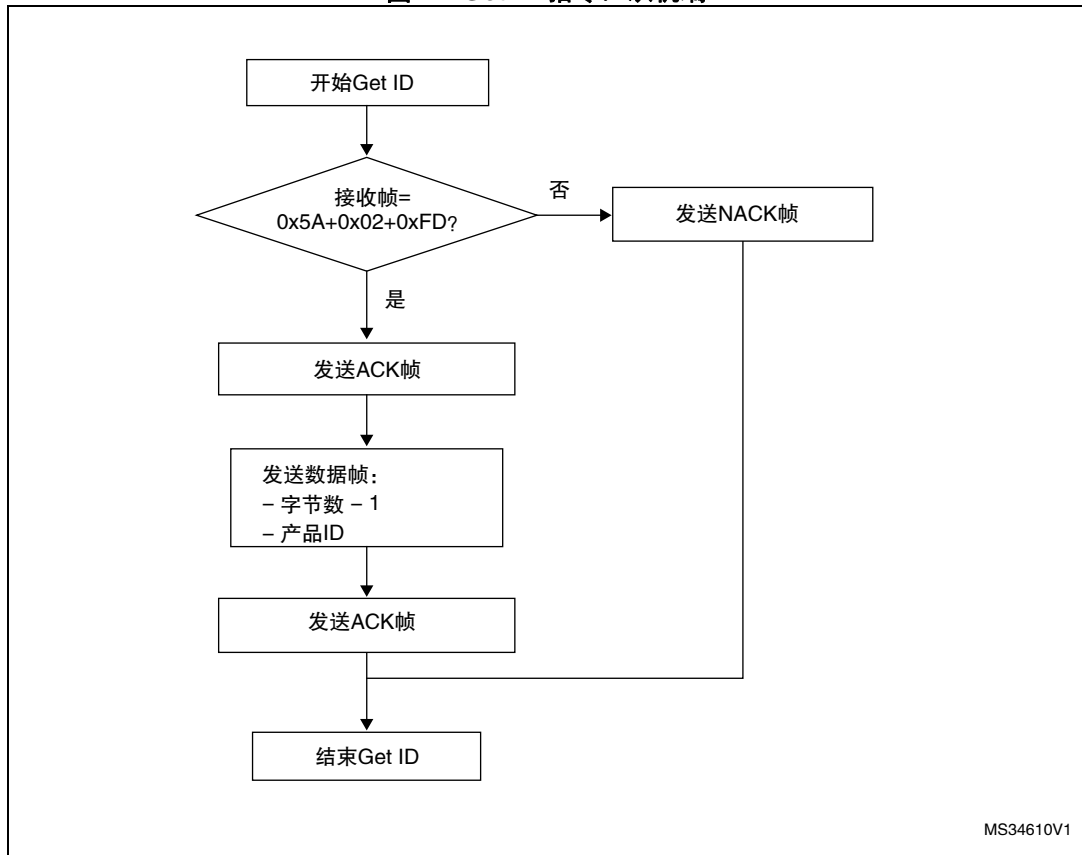 开始Get ID
接收帧=
0x5A+0x02+0xFD?
否
发送NACK帧
是
发送ACK帧
发送数据帧:
– 字节数 – 1
– 产品ID
发送ACK帧
结束Get ID
MS34610V1